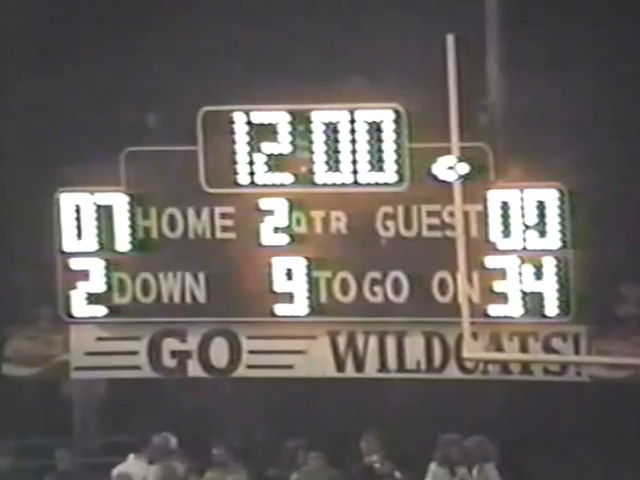 12:00
07 HOME 2 QTR GUEST 09
2 DOWN 9 TO GO ON 34
GO WILDCATS!